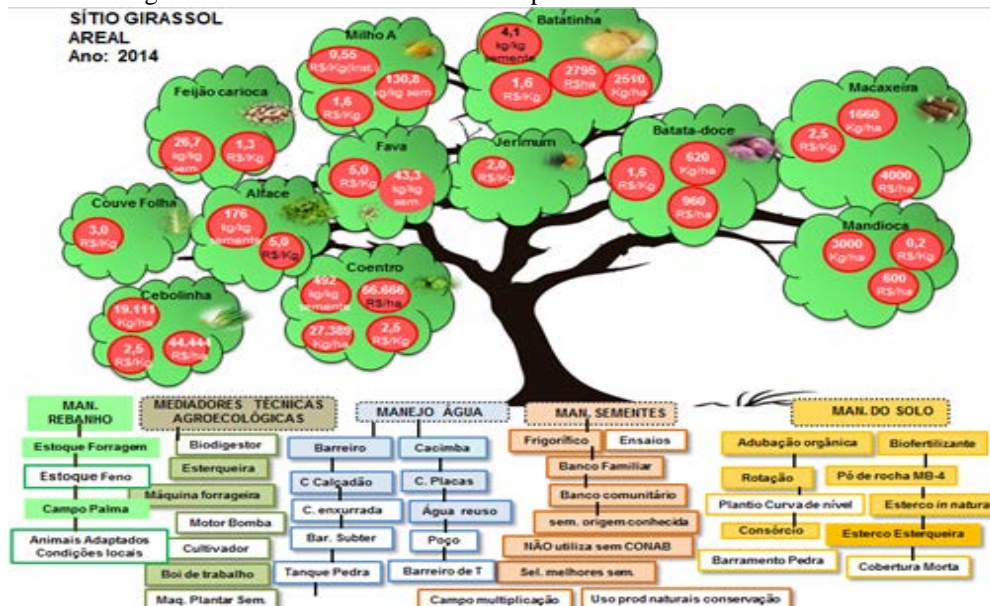 SÍTIO GIRASSOL
AREAL
Ano: 2014
Milho A
0,55
R$/Kg(Inst.
130,8
kg/kg sem
1,6
R$/Kg
Batatinha
4,1
kg/kg
semente
1,6
R$/Kg
2795
R$ha
2510
Kg/ha
Feijão carioca
26,7
kg/kg
sem.
1,3
R$/Kg
Fava
5,0
R$/Kg
43,3
kg/kg
sem.
Jerimum
2,0
R$/Kg
Batata-doce
1,6
R$/Kg
620
Kg/ha
960
R$/ha
Macaxeira
2,5
R$/Kg
1660
Kg/ha
4000
R$/ha
Couve Folha
3,0
R$/Kg
Alface
176
kg/kg
semente
5,0
R$/Kg
Mandioca
3000
Kg/ha
0,2
R$/Kg
600
R$/ha
Cebolinha
19.111
Kg/ha
2,5
R$/Kg
44.444
R$/ha
Coentro
492
kg/kg
semente
66.666
R$/ha
27.389
Kg/ha
2,5
R$/Kg
MAN.
REBANHO
Estoque Forragem
Estoque Feno
Campo Palma
Animais Adaptados
Condições locais
MEDIADORES TÉCNICAS
AGROECOLÓGICAS
Biodigestor
Esterqueira
Máquina forrageira
Motor Bomba
Cultivador
Boi de trabalho
Maq. Plantar Sem.
MANEJO ÁGUA
Barreiro
C Calçadão
C. enxurrada
Bar. Subter
Tanque Pedra
Cacimba
C. Placas
Água reuso
Poço
Barreiro de T
MAN. SEMENTES
Frigorífico
Ensaios
Banco Familiar
Banco comunitário
sem. origem conhecida
NÃO utiliza sem CONAB
Sel. melhores sem.
Campo multiplicação
Uso prod naturais conservação
MAN. DO SOLO
Adubação orgânica
Rotação
Plantio Curva de nível
Consórcio
Barramento Pedra
Biofertilizante
Pó de rocha MB-4
Esterco in natura
Esterco Esterqueira
Cobertura Morta